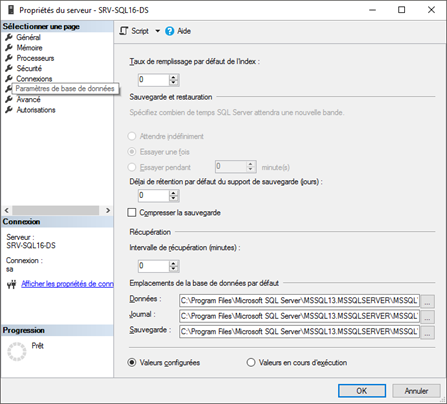 Propriétés du serveur - SRV-SQL16-DS
Sélectionner une page
Général
Mémoire
Processeurs
Sécurité
Connexions
Paramètres de base de données
Avancé
Autorisations
Connexion
Serveur :
SRV-SQL16-DS
Connexion :
sa
Afficher les propriétés de conn
Progression
Prêt
Script
Aide
Taux de remplissage par défaut de l'Index :
0
Sauvegarde et restauration
Spécifiez combien de temps SQL Server attendra une nouvelle bande.
Attendre indéfiniment
Essayer une fois
Essayer pendant 0 minute(s)
Délai de rétention par défaut du support de sauvegarde (jours) :
0
Compresser la sauvegarde
Récupération
Intervalle de récupération (minutes) :
0
Emplacements de la base de données par défaut
Données : C:\Program Files\Microsoft SQL Server\MSSQL13.MSSQLSERVER\MSSQL\ ...
Journal : C:\Program Files\Microsoft SQL Server\MSSQL13.MSSQLSERVER\MSSQL\ ...
Sauvegarde : C:\Program Files\Microsoft SQL Server\MSSQL13.MSSQLSERVER\MSSQL\ ...
Valeurs configurées
Valeurs en cours d'exécution
OK
Annuler